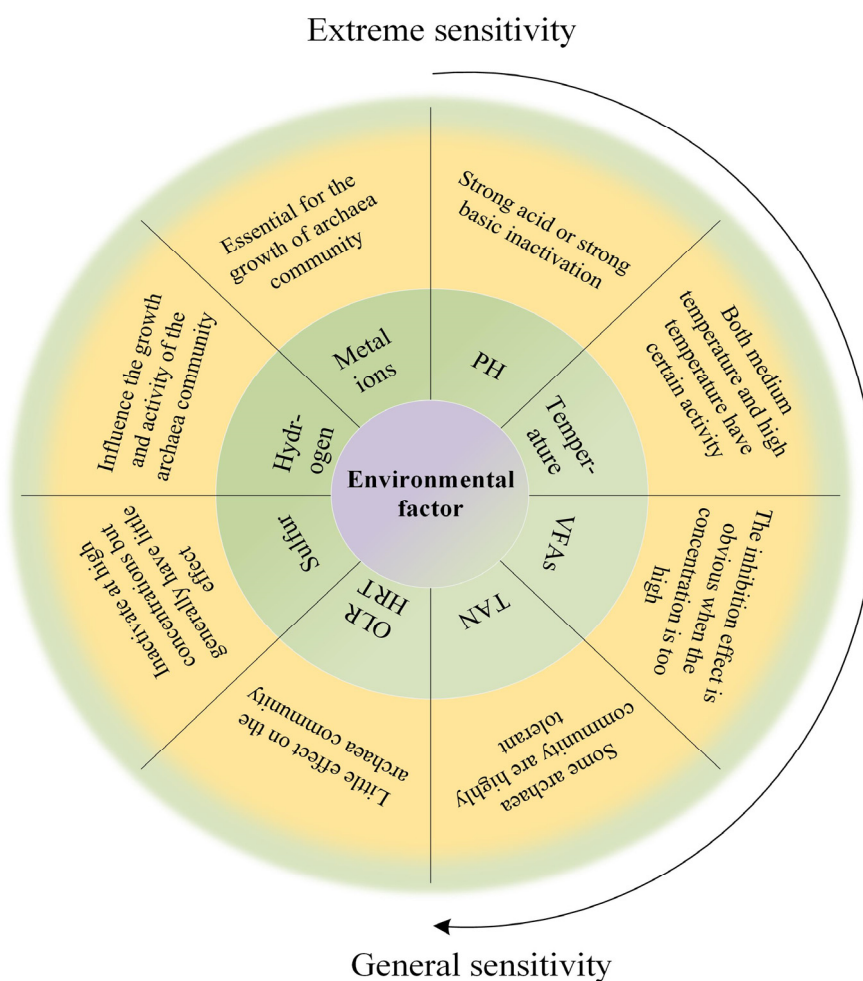 Extreme sensitivity
Strong acid or strong
basic inactivation
PH
Both medium
temperature and high
temperature have
certain activity
Temper-
ature
The inhibition effect is
obvious when the
concentration is too
high
VFAs
Some archaea
community are highly
tolerant
TAN
Little effect on the
archaea community
OLR
HRT
Inactivate at high
concentrations but
generally have little
effect
Sulfur
Influence the growth
and activity of the
archaea community
Hydr-
ogen
Essential for the
growth of archaea
community
Metal
ions
Environmental
factor
General sensitivity